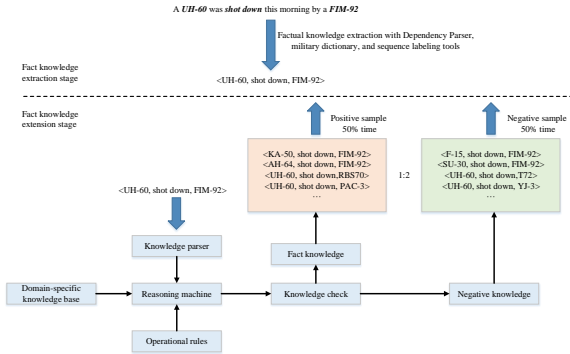 A UH-60 was shot down this morning by a FIM-92
Factual knowledge extraction with Dependency Parser,
military dictionary, and sequence labeling tools
Fact knowledge
extraction stage
<UH-60, shot down, FIM-92>
Fact knowledge
extension stage
Positive sample
50% time
Negative sample
50% time
<KA-50, shot down, FIM-92>
<AH-64, shot down, FIM-92>
<UH-60, shot down,RBS70>
<UH-60, shot down, PAC-3>
...
1:2
<F-15, shot down, FIM-92>
<SU-30, shot down, FIM-92>
<UH-60, shot down,T72>
<UH-60, shot down, YJ-3>
...
<UH-60, shot down, FIM-92>
Knowledge parser
Fact knowledge
Domain-specific
knowledge base
Reasoning machine
Knowledge check
Negative knowledge
Operational rules